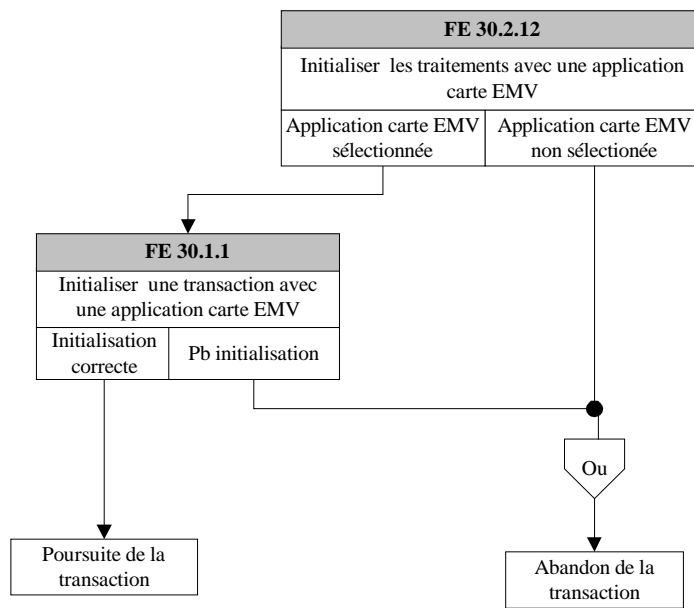 FE 30.2.12
Initialiser les traitements avec une application
carte EMV
Application carte EMV
sélectionnée
Application carte EMV
non sélectionée
FE 30.1.1
Initialiser une transaction avec
une application carte EMV
Initialisation
correcte
Pb initialisation
Ou
Poursuite de la
transaction
Abandon de la
transaction